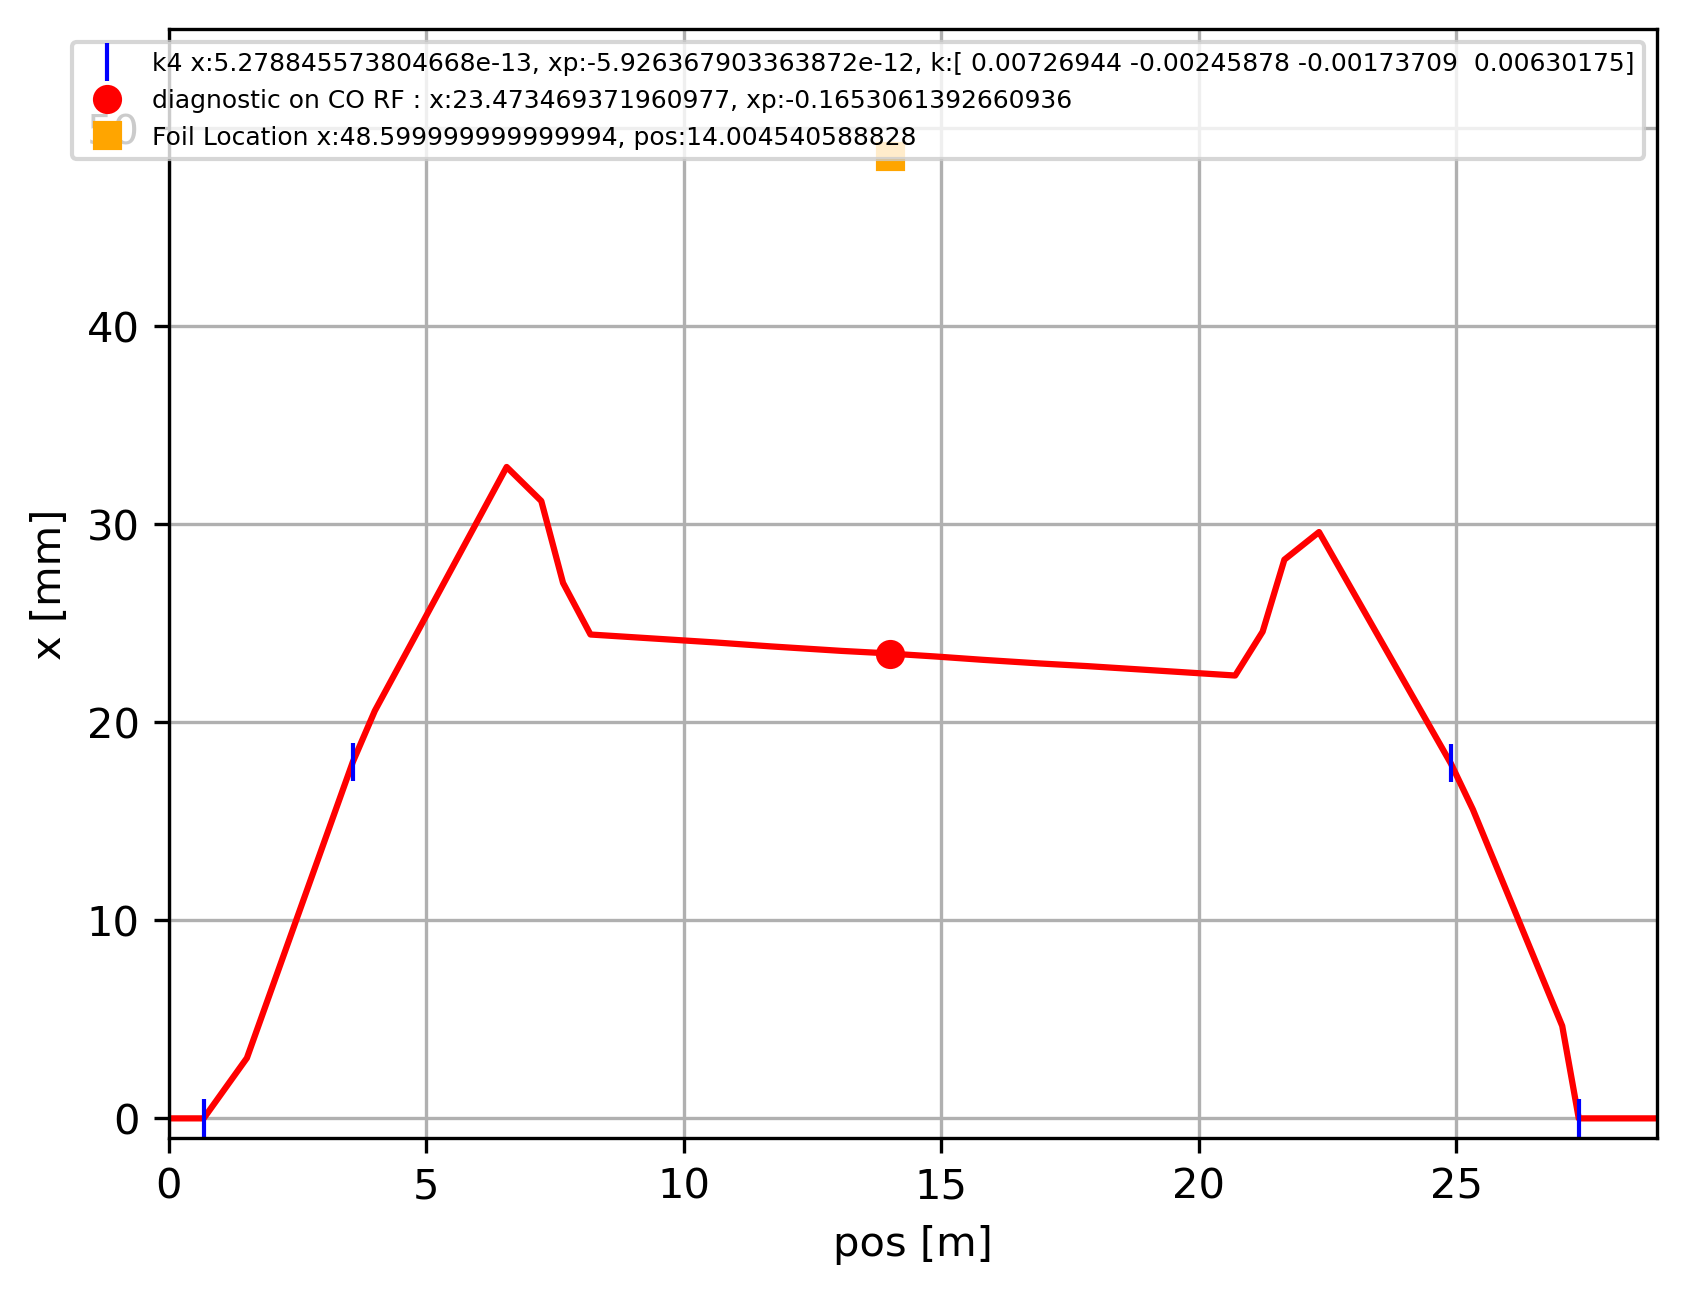 k4 x:5.278845573804668e-13, xp:-5.926367903363872e-12, k:[ 0.00726944 -0.00245878 -0.00173709  0.00630175]
diagnostic on CO RF : x:23.473469371960977, xp:-0.1653061392660936
Foil Location x:48.599999999999994, pos:14.004540588828
50
40
30
20
10
0
x [mm]
0 5 10 15 20 25
pos [m]